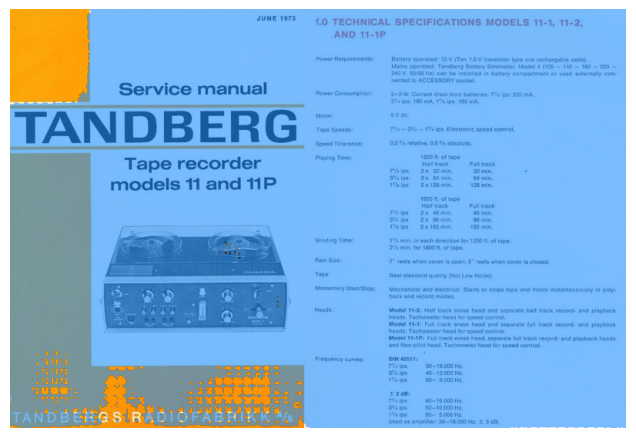 JUNE 1973
Service manual
TANDBERG
Tape recorder
models 11 and 11P
TANDBERGS RADIOFABRIKK A/S
1.0 TECHNICAL SPECIFICATIONS MODELS 11-1, 11-2,
AND 11-1P
Power Requirements: Battery operated: 15 V (Ten 1,5 V transistor type are rechargable cells).
Mains operated: Tandberg Battery Eliminator, Model 4 (125 – 140 – 160 – 220 –
240 V, 50/60 Hz) can be installed in battery compartment or used externally con-
nected to ACCESSORY socket.
Power Consumption: 2–3 W. Current drain from batteries: 7½ ips: 220 mA,
3¾ ips: 180 mA, 1⅞ ips: 160 mA.
Motor: 9 V dc.
Tape Speeds: 7½ – 3¾ – 1⅞ ips. Electronic speed control.
Speed Tolerance: 0.2 % relative, 0.5 % absolute.
Playing Time: 1200 ft. of tape
Half track Full track
7½ ips 2 x 32 min. 32 min.
3¾ ips 2 x 64 min. 64 min.
1⅞ ips 2 x 128 min. 128 min.
1800 ft. of tape
Half track Full track
7½ ips 2 x 48 min. 48 min.
3¾ ips 2 x 96 min. 96 min.
1⅞ ips 2 x 192 min. 192 min.
Winding Time: 1¾ min. in each direction for 1200 ft. of tape.
2½ min. for 1800 ft. of tape.
Reel Size: 7" reels when cover is open, 5" reels when cover is closed.
Tape: Best standard quality (Not Low Noise).
Momentary Start/Stop: Mechanical and electrical. Starts or stops tape and motor instantaneously in play-
back and record modes.
Heads: Model 11-2: Half track erase head and separate half track record- and playback
heads. Tachometer head for speed control.
Model 11-1: Full track erase head and separate full track record- and playback
heads. Tachometer head for speed control.
Model 11-1P: Full track erase head, separate full track record- and playback heads
and Neo-pilot head. Tachometer head for speed control.
Frequency curves: DIN 45511:
7½ ips 30–16.000 Hz.
3¾ ips 40–12.000 Hz.
1⅞ ips 50– 9.000 Hz.
± 2 dB:
7½ ips 40–16.000 Hz.
3¾ ips 50–10.000 Hz.
1⅞ ips 55– 5.000 Hz.
Used as amplifier: 30–16.000 Hz, ± 3 dB.